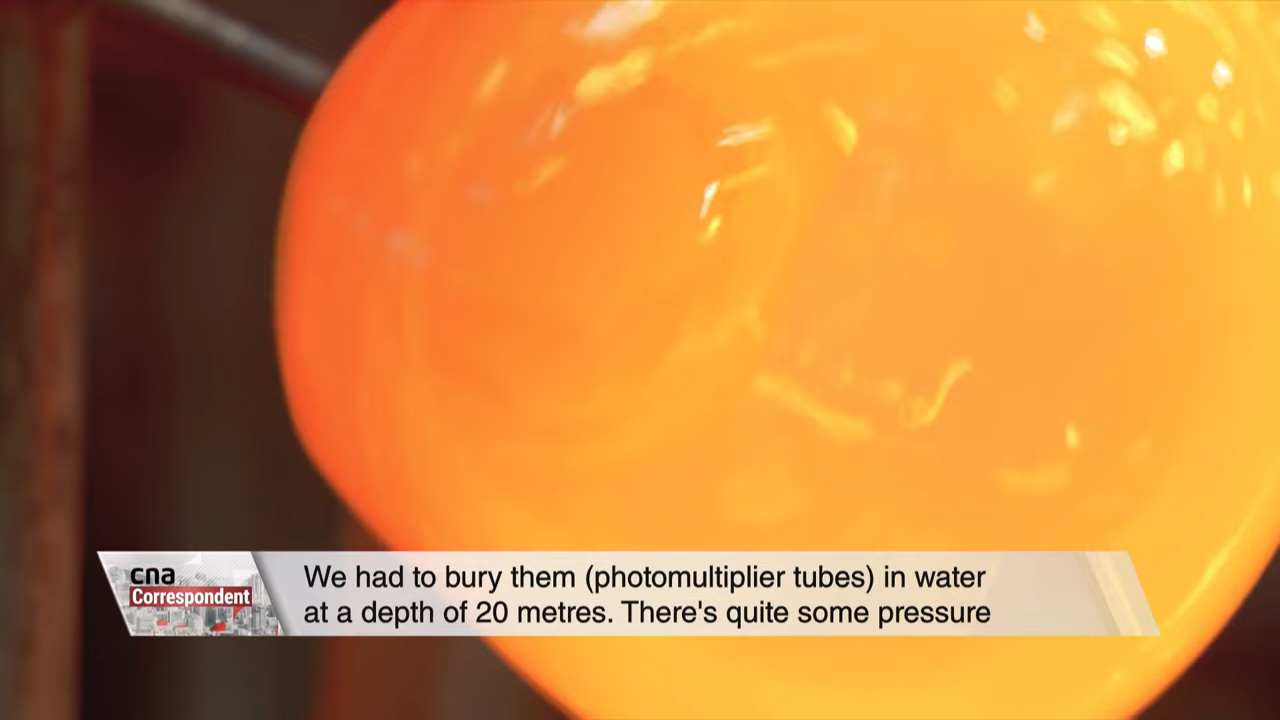 cna
Correspondent
We had to bury them (photomultiplier tubes) in water
at a depth of 20 metres. There's quite some pressure